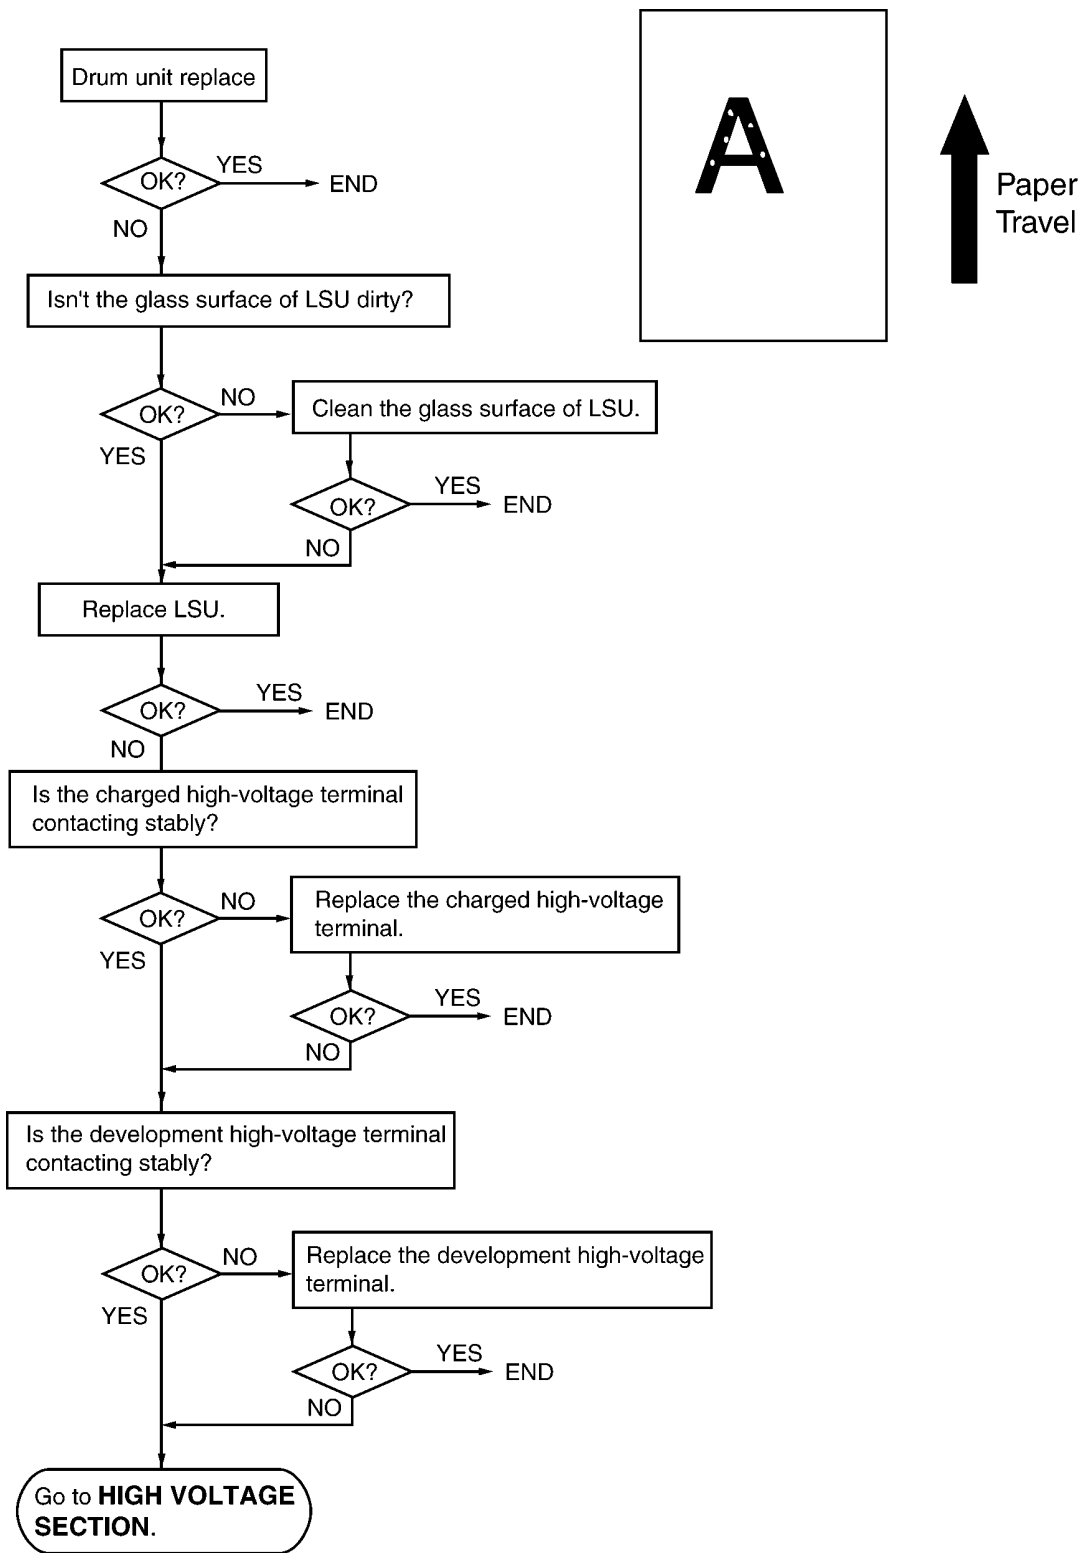 Drum unit replace
OK?
YES
END
NO
Isn't the glass surface of LSU dirty?
OK?
NO
Clean the glass surface of LSU.
YES
OK?
YES
END
NO
Replace LSU.
OK?
YES
END
NO
Is the charged high-voltage terminal
contacting stably?
OK?
NO
Replace the charged high-voltage
terminal.
YES
OK?
YES
END
NO
Is the development high-voltage terminal
contacting stably?
OK?
NO
Replace the development high-voltage
terminal.
YES
OK?
YES
END
NO
Go to HIGH VOLTAGE
SECTION.
A
Paper
Travel